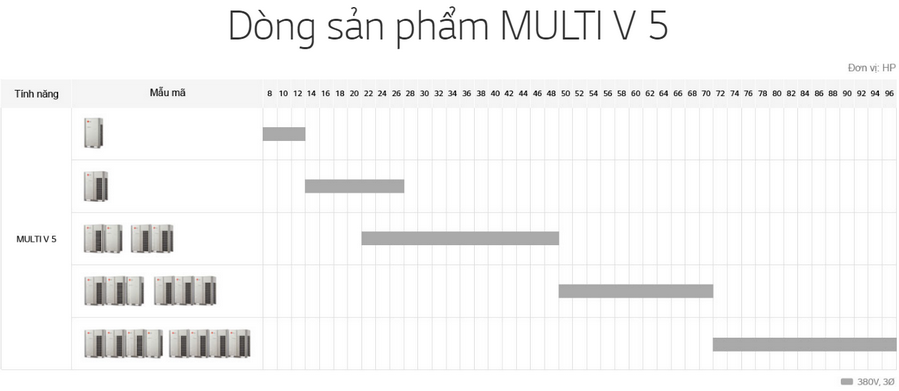 Dòng sản phẩm MULTI V 5
Đơn vị: HP
Tính năng Mẫu mã 8 10 12 14 16 18 20 22 24 26 28 30 32 34 36 38 40 42 44 46 48 50 52 54 56 58 60 62 64 66 68 70 72 74 76 78 80 82 84 86 88 90 92 94 96
MULTI V 5
380V, 3Ø